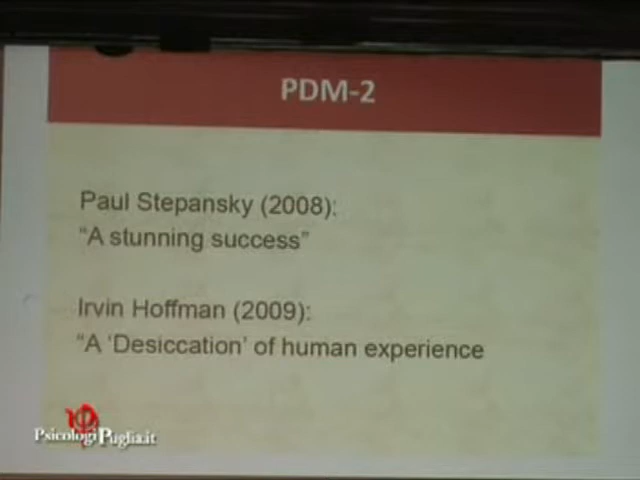 PDM-2
Paul Stepansky (2008):
“A stunning success”
Irvin Hoffman (2009):
“A ‘Desiccation’ of human experience
PsicologiPuglia.it